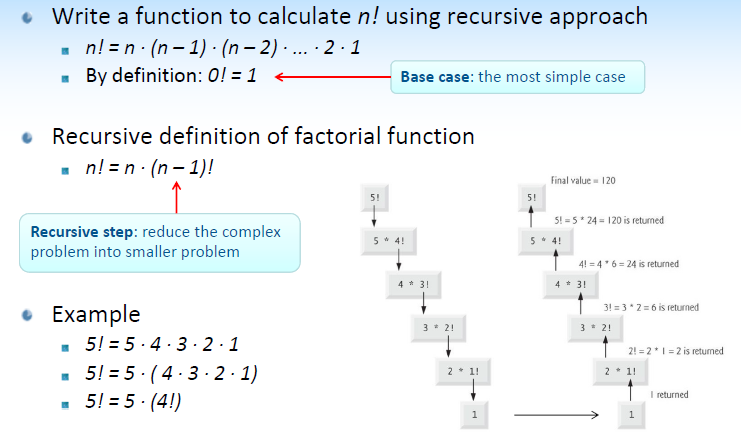 Write a function to calculate n! using recursive approach
n! = n · (n – 1) · (n – 2) · … · 2 · 1
By definition: 0! = 1
Base case: the most simple case
Recursive definition of factorial function
n! = n · (n – 1)!
Recursive step: reduce the complex
problem into smaller problem
Example
5! = 5 · 4 · 3 · 2 · 1
5! = 5 · ( 4 · 3 · 2 · 1)
5! = 5 · (4!)
5!
5 * 4!
4 * 3!
3 * 2!
2 * 1!
1
Final value = 120
5!
5! = 5 * 24 = 120 is returned
5 * 4!
4! = 4 * 6 = 24 is returned
4 * 3!
3! = 3 * 2 = 6 is returned
3 * 2!
2! = 2 * 1 = 2 is returned
2 * 1!
1 returned
1